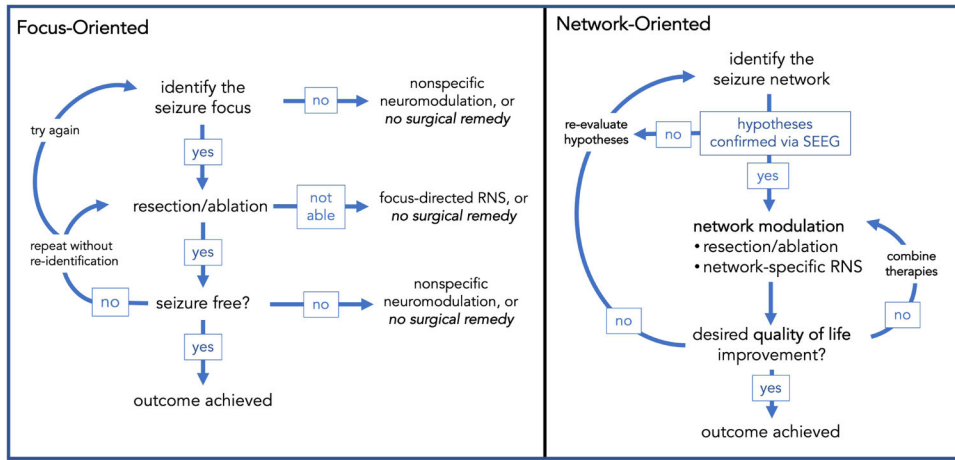 Focus-Oriented
identify the
seizure focus
no
nonspecific
neuromodulation, or
no surgical remedy
try again
yes
resection/ablation
not
able
focus-directed RNS, or
no surgical remedy
repeat without
re-identification
yes
no
seizure free?
no
nonspecific
neuromodulation, or
no surgical remedy
yes
outcome achieved
Network-Oriented
identify the
seizure network
re-evaluate
hypotheses
no
hypotheses
confirmed via SEEG
yes
network modulation
• resection/ablation
• network-specific RNS
combine
therapies
no
no
desired quality of life
improvement?
yes
outcome achieved